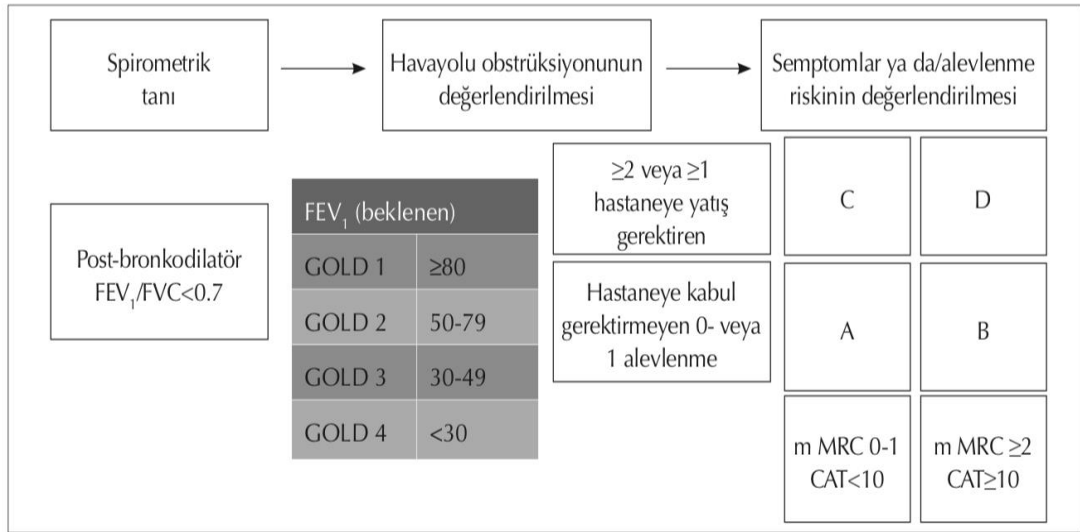 Spirometrik
tanı
Havayolu obstrüksiyonunun
değerlendirilmesi
Semptomlar ya da/alevlenme
riskinin değerlendirilmesi
Post-bronkodilatör
FEV₁/FVC<0.7
FEV₁ (beklenen)
GOLD 1 ≥80
GOLD 2 50-79
GOLD 3 30-49
GOLD 4 <30
≥2 veya ≥1
hastaneye yatış
gerektiren
C D
Hastaneye kabul
gerektirmeyen 0- veya
1 alevlenme
A B
m MRC 0-1
CAT<10
m MRC ≥2
CAT≥10